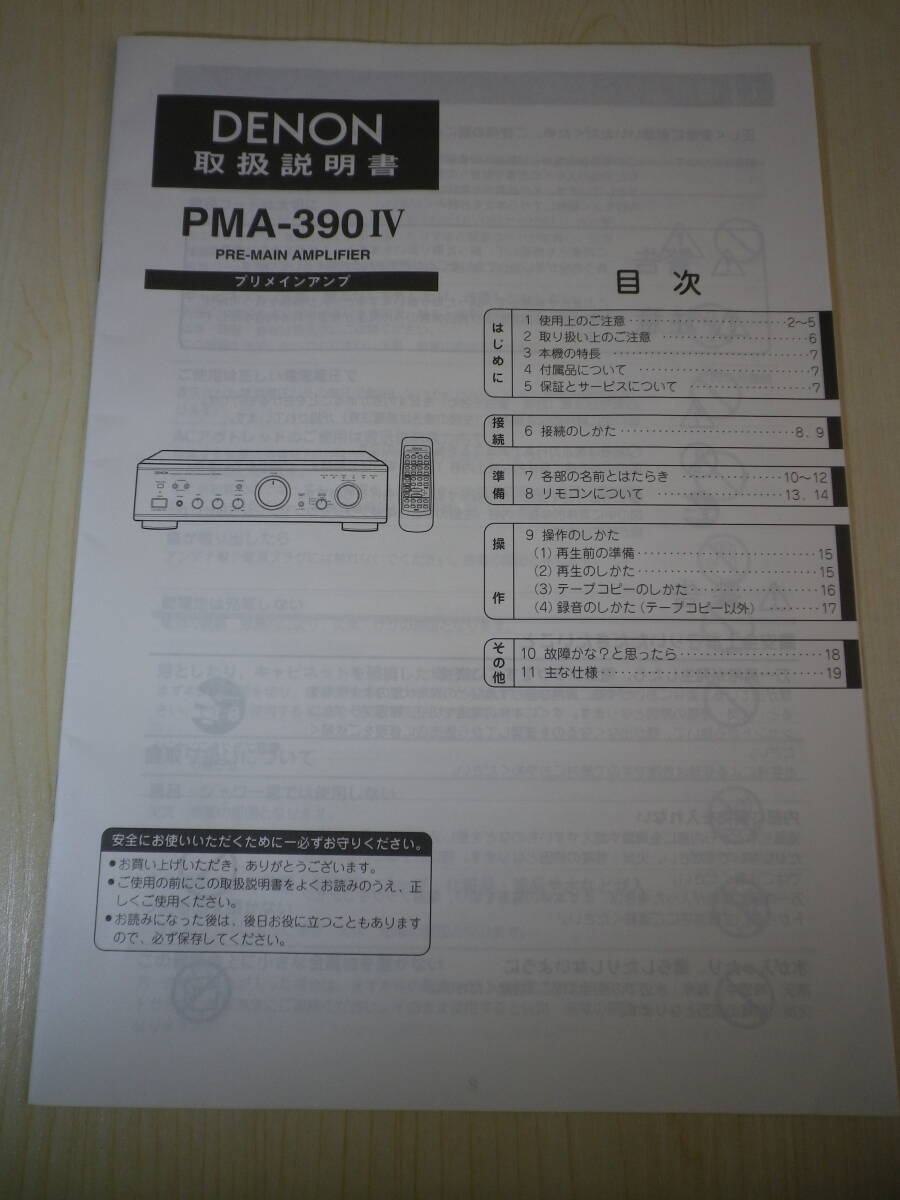 DENON
取扱説明書
PMA-390IV
PRE-MAIN AMPLIFIER
プリメインアンプ
目次
はじめに
1 使用上のご注意 ………………………2〜5
2 取り扱い上のご注意 ………………………6
3 本機の特長 ………………………7
4 付属品について ………………………7
5 保証とサービスについて ………………………7
接続
6 接続のしかた ………………………8, 9
準備
7 各部の名前とはたらき ………………………10〜12
8 リモコンについて ………………………13, 14
操作
9 操作のしかた
(1) 再生前の準備 ………………………15
(2) 再生のしかた ………………………15
(3) テープコピーのしかた ………………………16
(4) 録音のしかた (テープコピー以外) ………………………17
その他
10 故障かな？と思ったら ………………………18
11 主な仕様 ………………………19
DENON
安全にお使いいただくために―必ずお守りください。
●お買い上げいただき、ありがとうございます。
●ご使用の前にこの取扱説明書をよくお読みのうえ、正
しくご使用ください。
●お読みになった後は、後日お役に立つこともあります
ので、必ず保存してください。